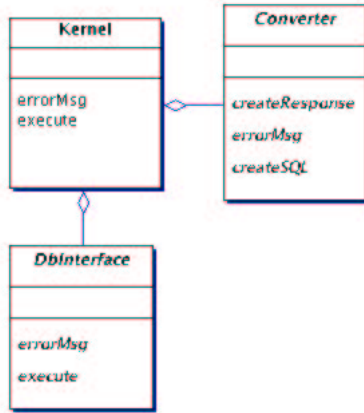 Kernel
errorMsg
execute
Converter
createResponse
errorMsg
createSQL
DbInterface
errorMsg
execute